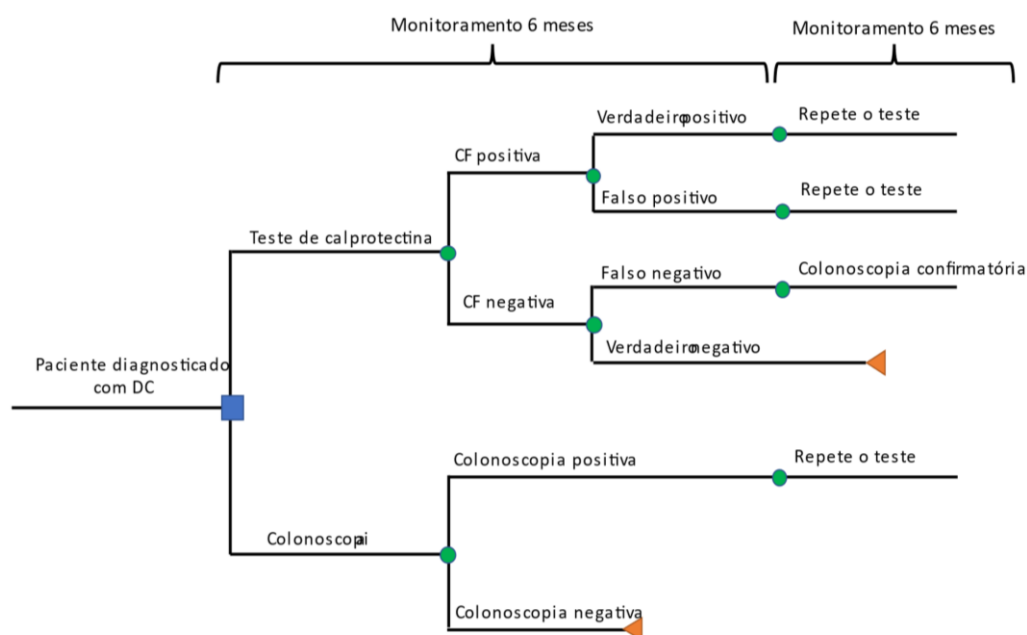 Monitoramento 6 meses
Monitoramento 6 meses
Verdadeiro positivo
Repete o teste
CF positiva
Falso positivo
Repete o teste
Teste de calprotectina
Falso negativo
Colonoscopia confirmatória
CF negativa
Verdadeiro negativo
Paciente diagnosticado
com DC
Colonoscopia positiva
Repete o teste
Colonoscopia
Colonoscopia negativa